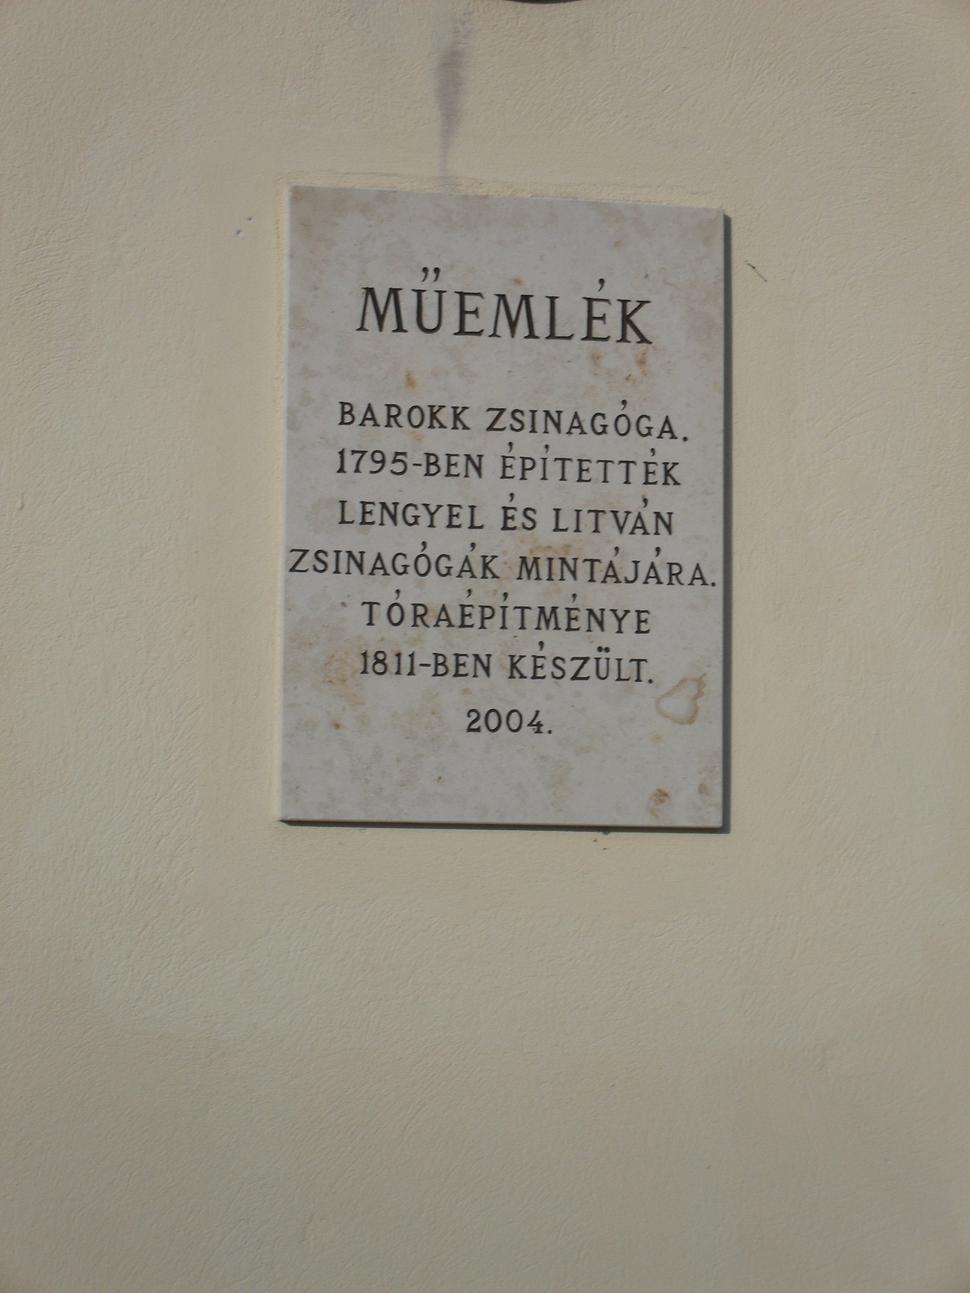 MŰEMLÉK
BAROKK ZSINAGÓGA.
1795-BEN ÉPÍTETTÉK
LENGYEL ÉS LITVÁN
ZSINAGÓGÁK MINTÁJÁRA.
TÓRAÉPÍTMÉNYE
1811-BEN KÉSZÜLT.
2004.